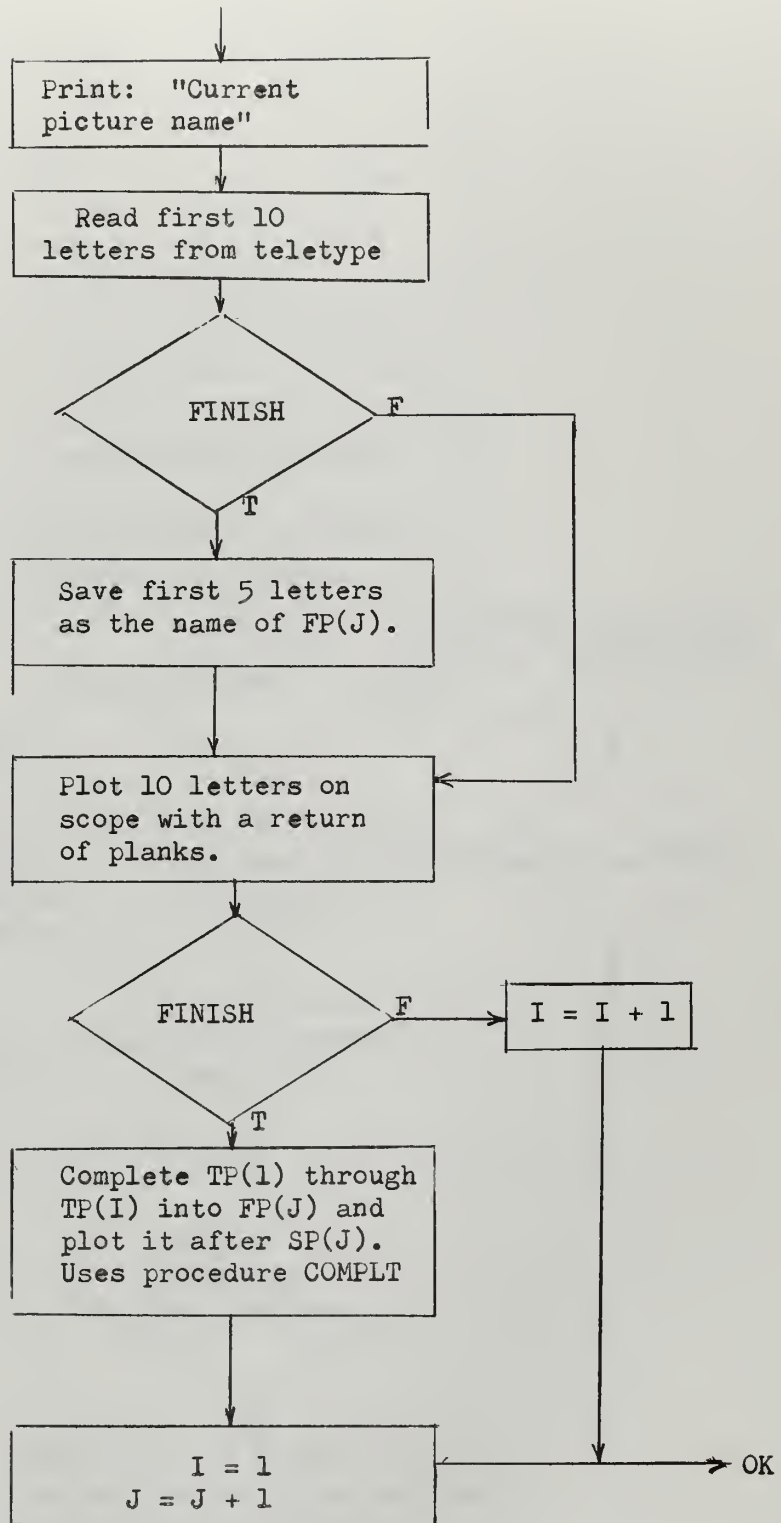 Print: "Current
picture name"
Read first 10
letters from teletype
FINISH
F
T
Save first 5 letters
as the name of FP(J).
Plot 10 letters on
scope with a return
of planks.
FINISH
F
I = I + 1
T
Complete TP(1) through
TP(I) into FP(J) and
plot it after SP(J).
Uses procedure COMPLT
I = 1
J = J + 1
OK